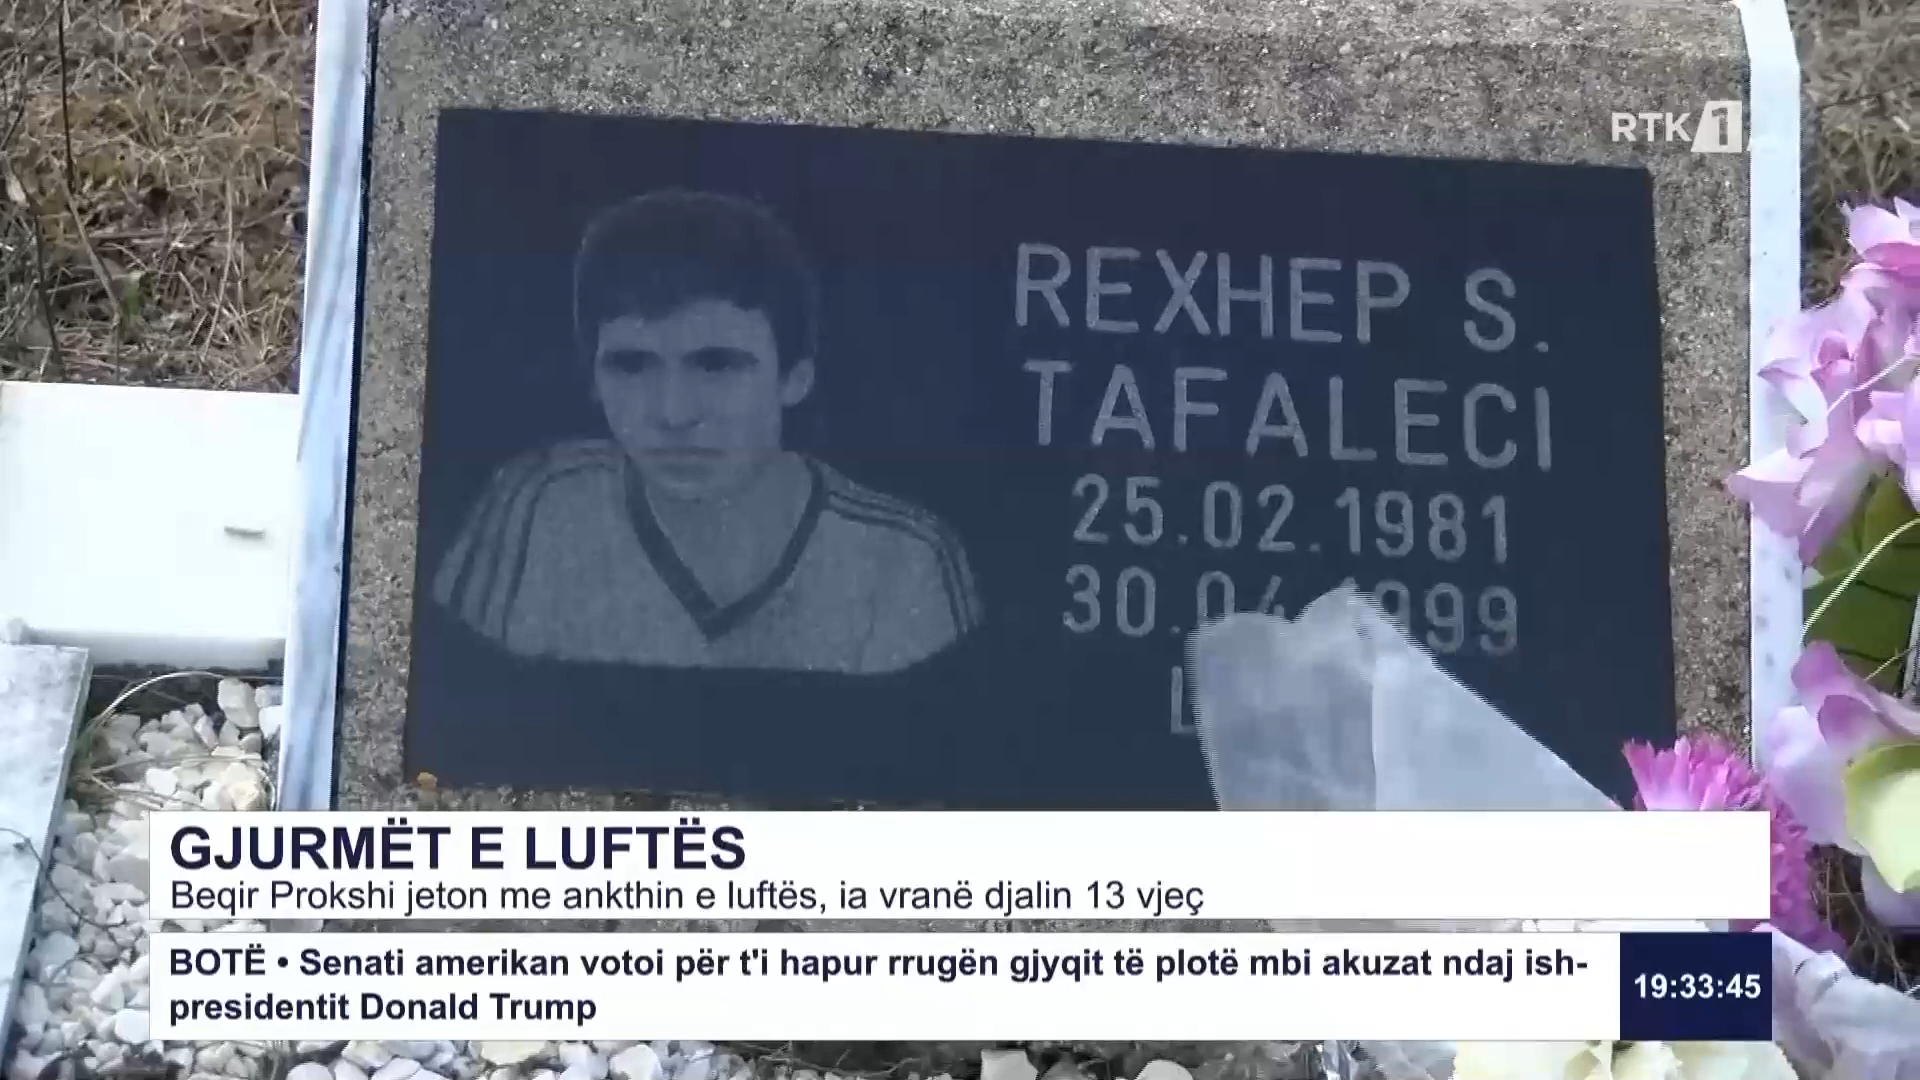 RTK 1
REXHEP S.
TAFALECI
25.02.1981
GJURMËT E LUFTËS
Beqir Prokshi jeton me ankthin e luftës, ia vranë djalin 13 vjeç
BOTË • Senati amerikan votoi për t'i hapur rrugën gjyqit të plotë mbi akuzat ndaj ish-
presidentit Donald Trump
19:33:45